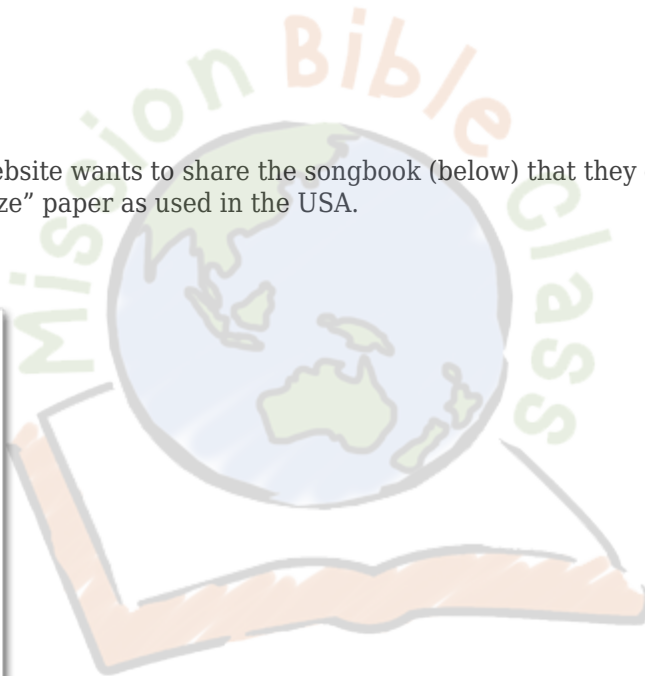 Mission Bible Class
ebsite wants to share the songbook (below) that they
ze” paper as used in the USA.